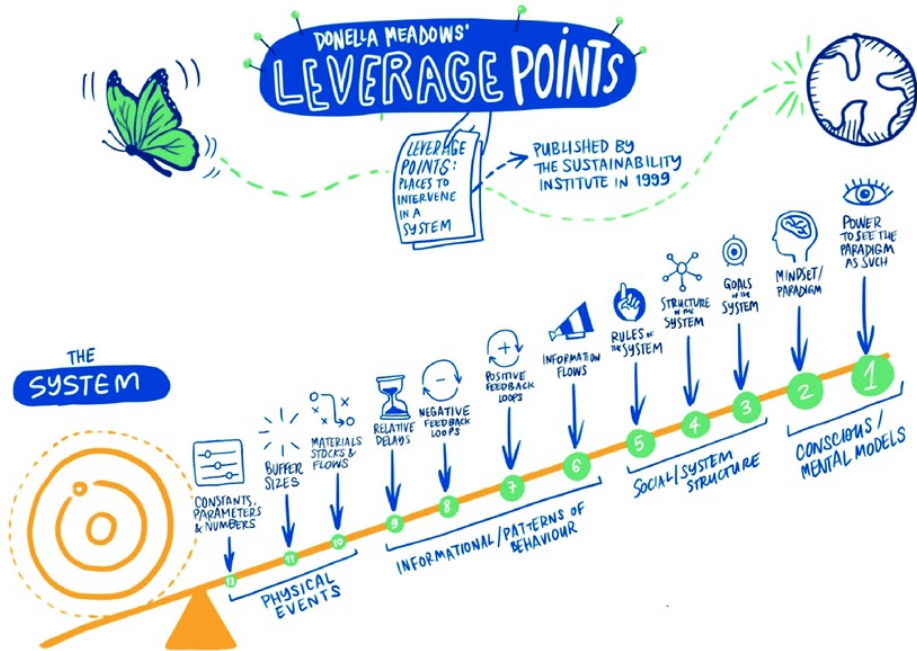 DONELLA MEADOWS'
LEVERAGE POINTS
LEVERAGE
POINTS:
PLACES TO
INTERVENE
IN A
SYSTEM
PUBLISHED BY
THE SUSTAINABILITY
INSTITUTE IN 1999
THE
SYSTEM
CONSTANTS,
PARAMETERS
& NUMBERS
12
BUFFER
SIZES
11
MATERIALS
STOCKS &
FLOWS
10
RELATIVE
DELAYS
9
NEGATIVE
FEEDBACK
LOOPS
8
POSITIVE
FEEDBACK
LOOPS
7
INFORMATION
FLOWS
6
RULES OF
THE SYSTEM
5
STRUCTURE
OF THE
SYSTEM
4
GOALS
OF THE
SYSTEM
3
MINDSET/
PARADIGM
2
POWER
TO SEE THE
PARADIGM
AS SUCH
1
PHYSICAL
EVENTS
INFORMATIONAL/PATTERNS OF
BEHAVIOUR
SOCIAL/SYSTEM
STRUCTURE
CONSCIOUS/
MENTAL MODELS